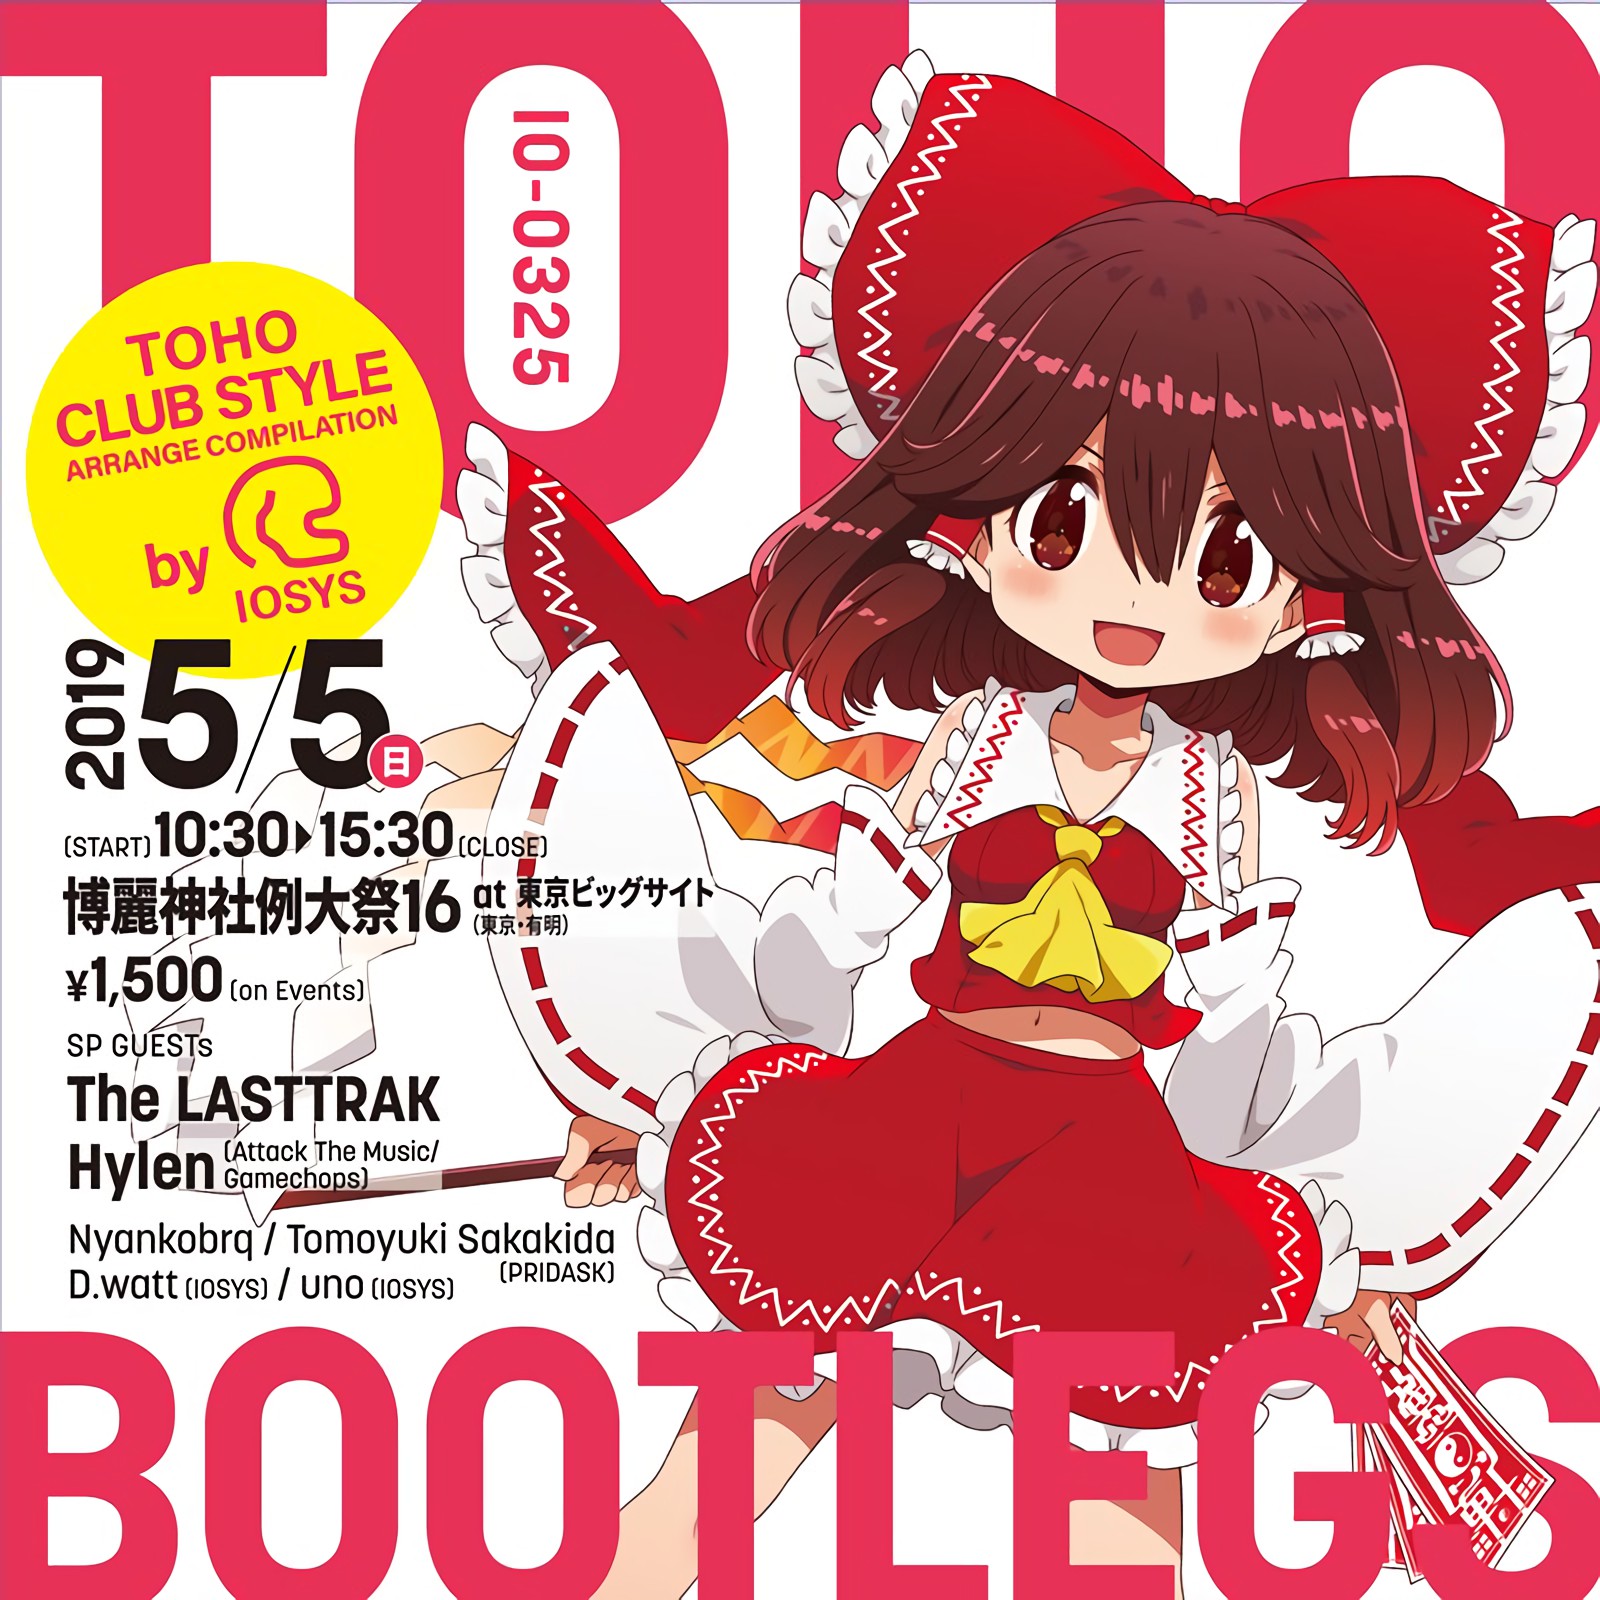 TOHO
IO-0325
TOHO
CLUB STYLE
ARRANGE COMPILATION
by
IOSYS
2019
5/5
日
(START) 10:30▶15:30 (CLOSE)
博麗神社例大祭16 at 東京ビッグサイト
(東京・有明)
¥1,500 (on Events)
SP GUESTs
The LASTTRAK
Hylen (Attack The Music/
Gamechops)
Nyankobrq / Tomoyuki Sakakida
(PRIDASK)
D.watt (IOSYS) / uno (IOSYS)
BOOTLEGS